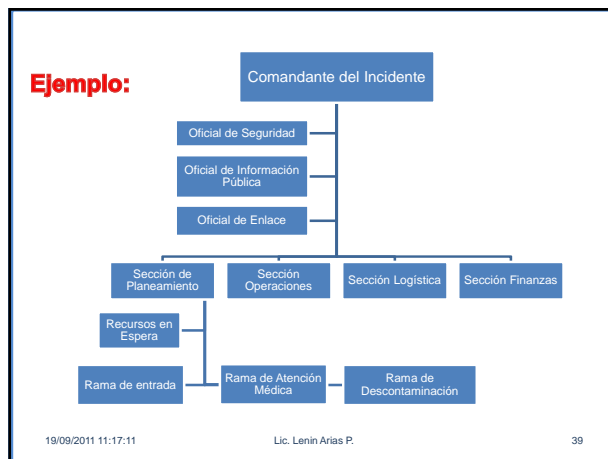 Ejemplo:
Comandante del Incidente
Oficial de Seguridad
Oficial de Información
Pública
Oficial de Enlace
Sección de
Planeamiento
Sección
Operaciones
Sección Logística
Sección Finanzas
Recursos en
Espera
Rama de entrada
Rama de Atención
Médica
Rama de
Descontaminación
19/09/2011 11:17:11
Lic. Lenin Arias P.
39